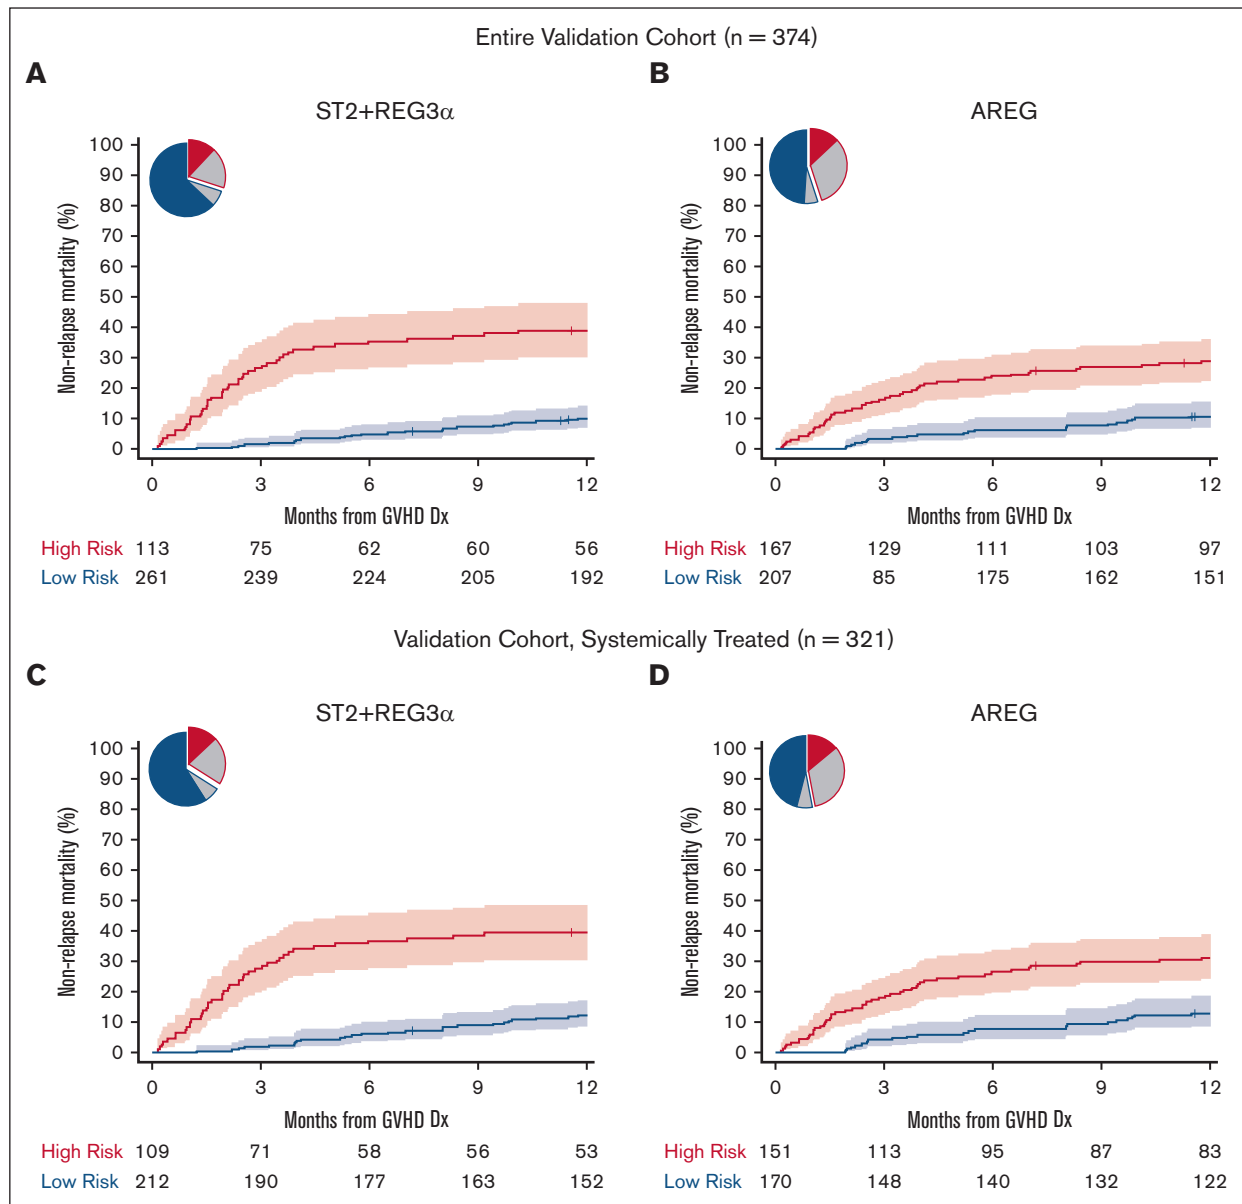 Entire Validation Cohort (n = 374)
A
B
ST2+REG3α
AREG
Non-relapse mortality (%)
100
90
80
70
60
50
40
30
20
10
0
0 3 6 9 12
Months from GVHD Dx
High Risk 113 75 62 60 56
Low Risk 261 239 224 205 192
Non-relapse mortality (%)
100
90
80
70
60
50
40
30
20
10
0
0 3 6 9 12
Months from GVHD Dx
High Risk 167 129 111 103 97
Low Risk 207 85 175 162 151
Validation Cohort, Systemically Treated (n = 321)
C
D
ST2+REG3α
AREG
Non-relapse mortality (%)
100
90
80
70
60
50
40
30
20
10
0
0 3 6 9 12
Months from GVHD Dx
High Risk 109 71 58 56 53
Low Risk 212 190 177 163 152
Non-relapse mortality (%)
100
90
80
70
60
50
40
30
20
10
0
0 3 6 9 12
Months from GVHD Dx
High Risk 151 113 95 87 83
Low Risk 170 148 140 132 122